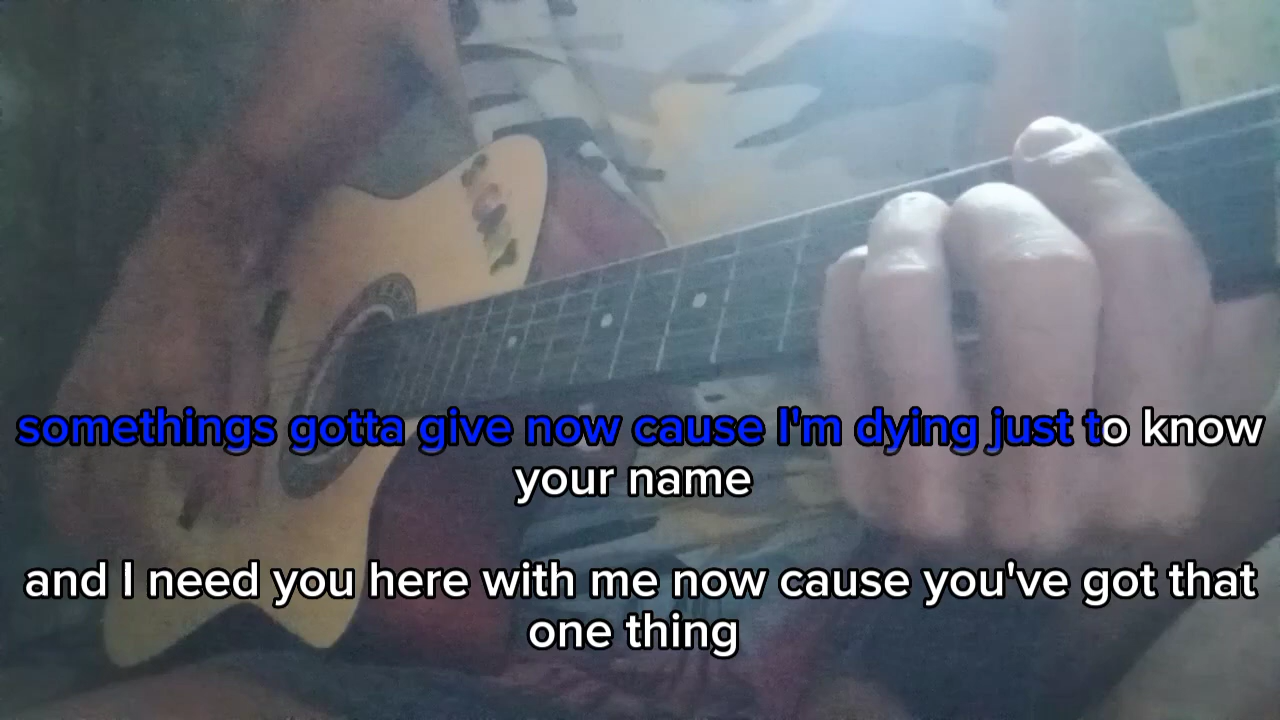 somethings gotta give now cause I'm dying just to know
your name
and I need you here with me now cause you've got that
one thing